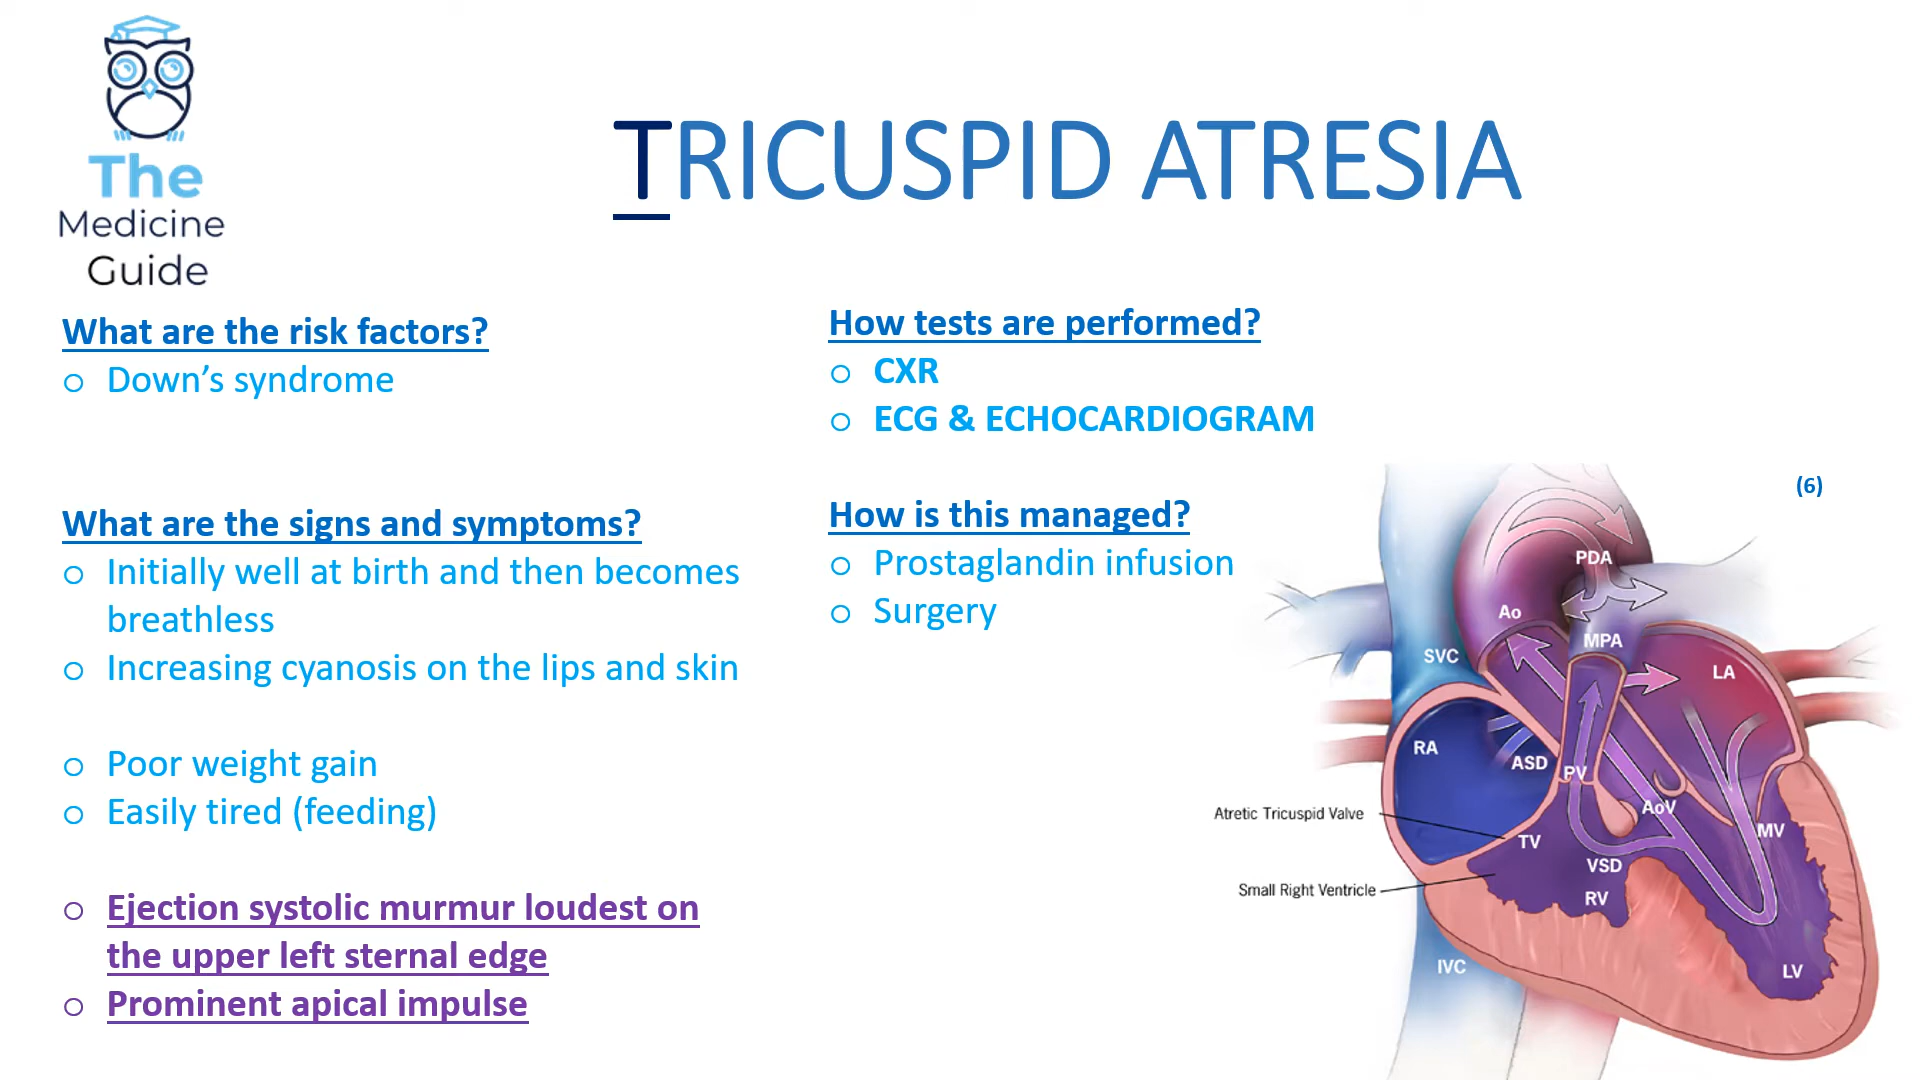 The
Medicine
Guide
TRICUSPID ATRESIA
What are the risk factors?
o Down's syndrome
What are the signs and symptoms?
o Initially well at birth and then becomes
breathless
o Increasing cyanosis on the lips and skin
o Poor weight gain
o Easily tired (feeding)
o Ejection systolic murmur loudest on
the upper left sternal edge
o Prominent apical impulse
How tests are performed?
o CXR
o ECG & ECHOCARDIOGRAM
How is this managed?
o Prostaglandin infusion
o Surgery
(6)
PDA
Ao
MPA
SVC
LA
RA
ASD
PV
AoV
Atretic Tricuspid Valve
TV
MV
VSD
Small Right Ventricle
RV
IVC
LV